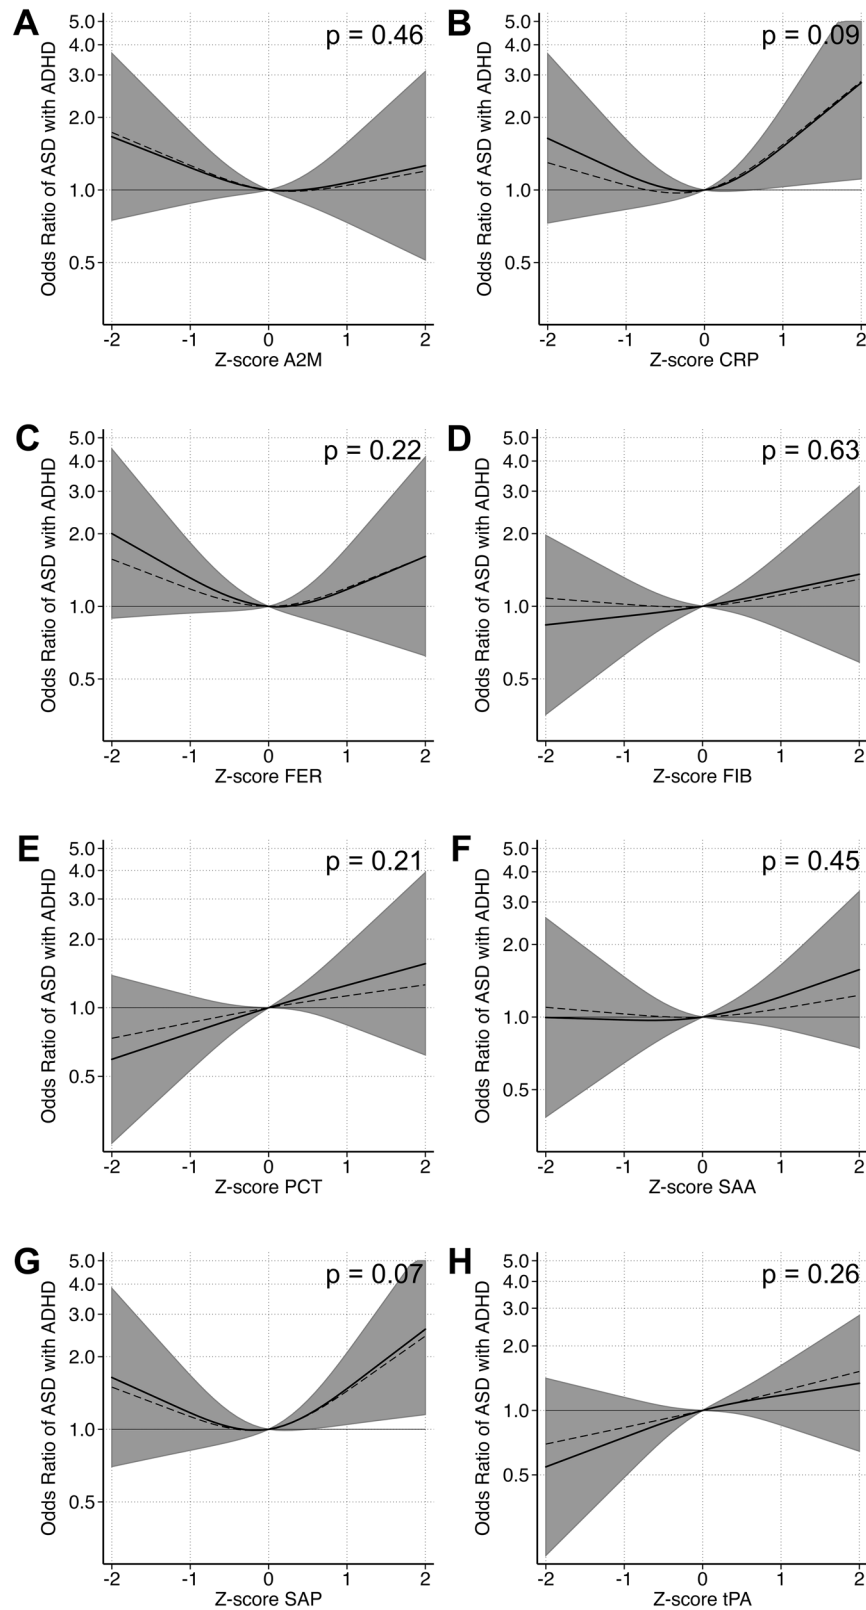 A
p = 0.46
Odds Ratio of ASD with ADHD
5.0
4.0
3.0
2.0
1.0
0.5
-2 -1 0 1 2
Z-score A2M
B
p = 0.09
Odds Ratio of ASD with ADHD
5.0
4.0
3.0
2.0
1.0
0.5
-2 -1 0 1 2
Z-score CRP
C
p = 0.22
Odds Ratio of ASD with ADHD
5.0
4.0
3.0
2.0
1.0
0.5
-2 -1 0 1 2
Z-score FER
D
p = 0.63
Odds Ratio of ASD with ADHD
5.0
4.0
3.0
2.0
1.0
0.5
-2 -1 0 1 2
Z-score FIB
E
p = 0.21
Odds Ratio of ASD with ADHD
5.0
4.0
3.0
2.0
1.0
0.5
-2 -1 0 1 2
Z-score PCT
F
p = 0.45
Odds Ratio of ASD with ADHD
5.0
4.0
3.0
2.0
1.0
0.5
-2 -1 0 1 2
Z-score SAA
G
p = 0.07
Odds Ratio of ASD with ADHD
5.0
4.0
3.0
2.0
1.0
0.5
-2 -1 0 1 2
Z-score SAP
H
p = 0.26
Odds Ratio of ASD with ADHD
5.0
4.0
3.0
2.0
1.0
0.5
-2 -1 0 1 2
Z-score tPA